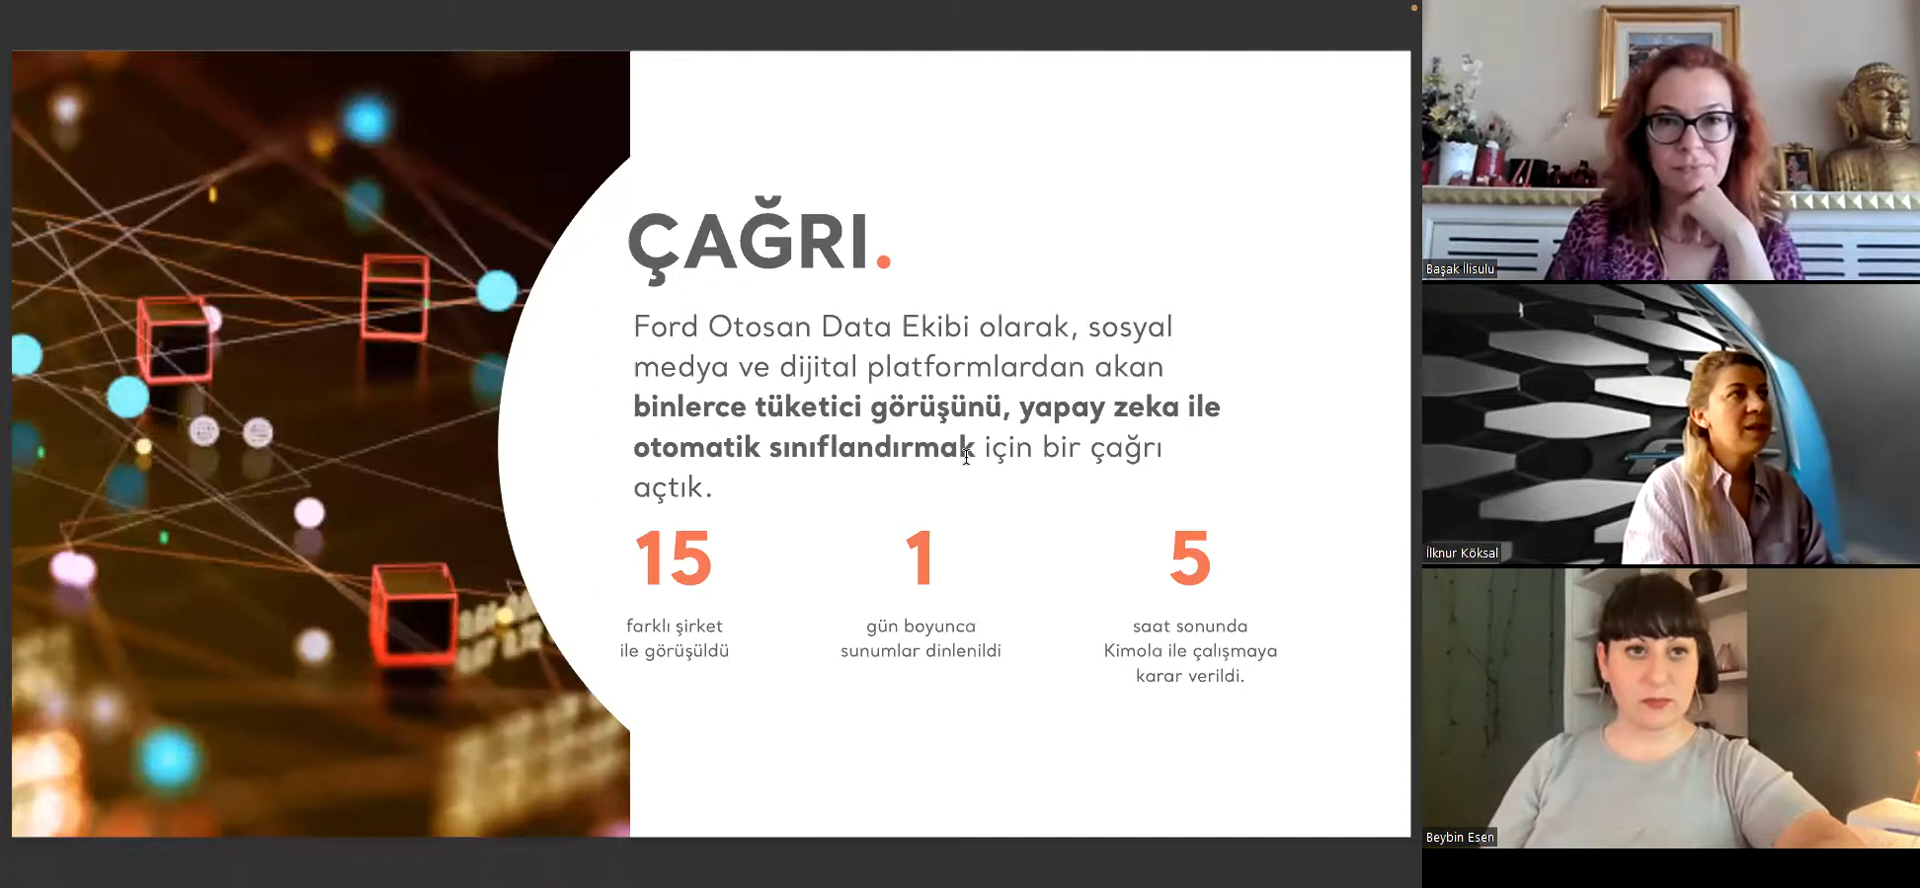 ÇAĞRI.
Ford Otosan Data Ekibi olarak, sosyal
medya ve dijital platformlardan akan
binlerce tüketici görüşünü, yapay zeka ile
otomatik sınıflandırmak için bir çağrı
açtık.
15
farklı şirket
ile görüşüldü
1
gün boyunca
sunumlar dinlenildi
5
saat sonunda
Kimola ile çalışmaya
karar verildi.
Başak İlisulu
İlknur Köksal
Beybin Esen